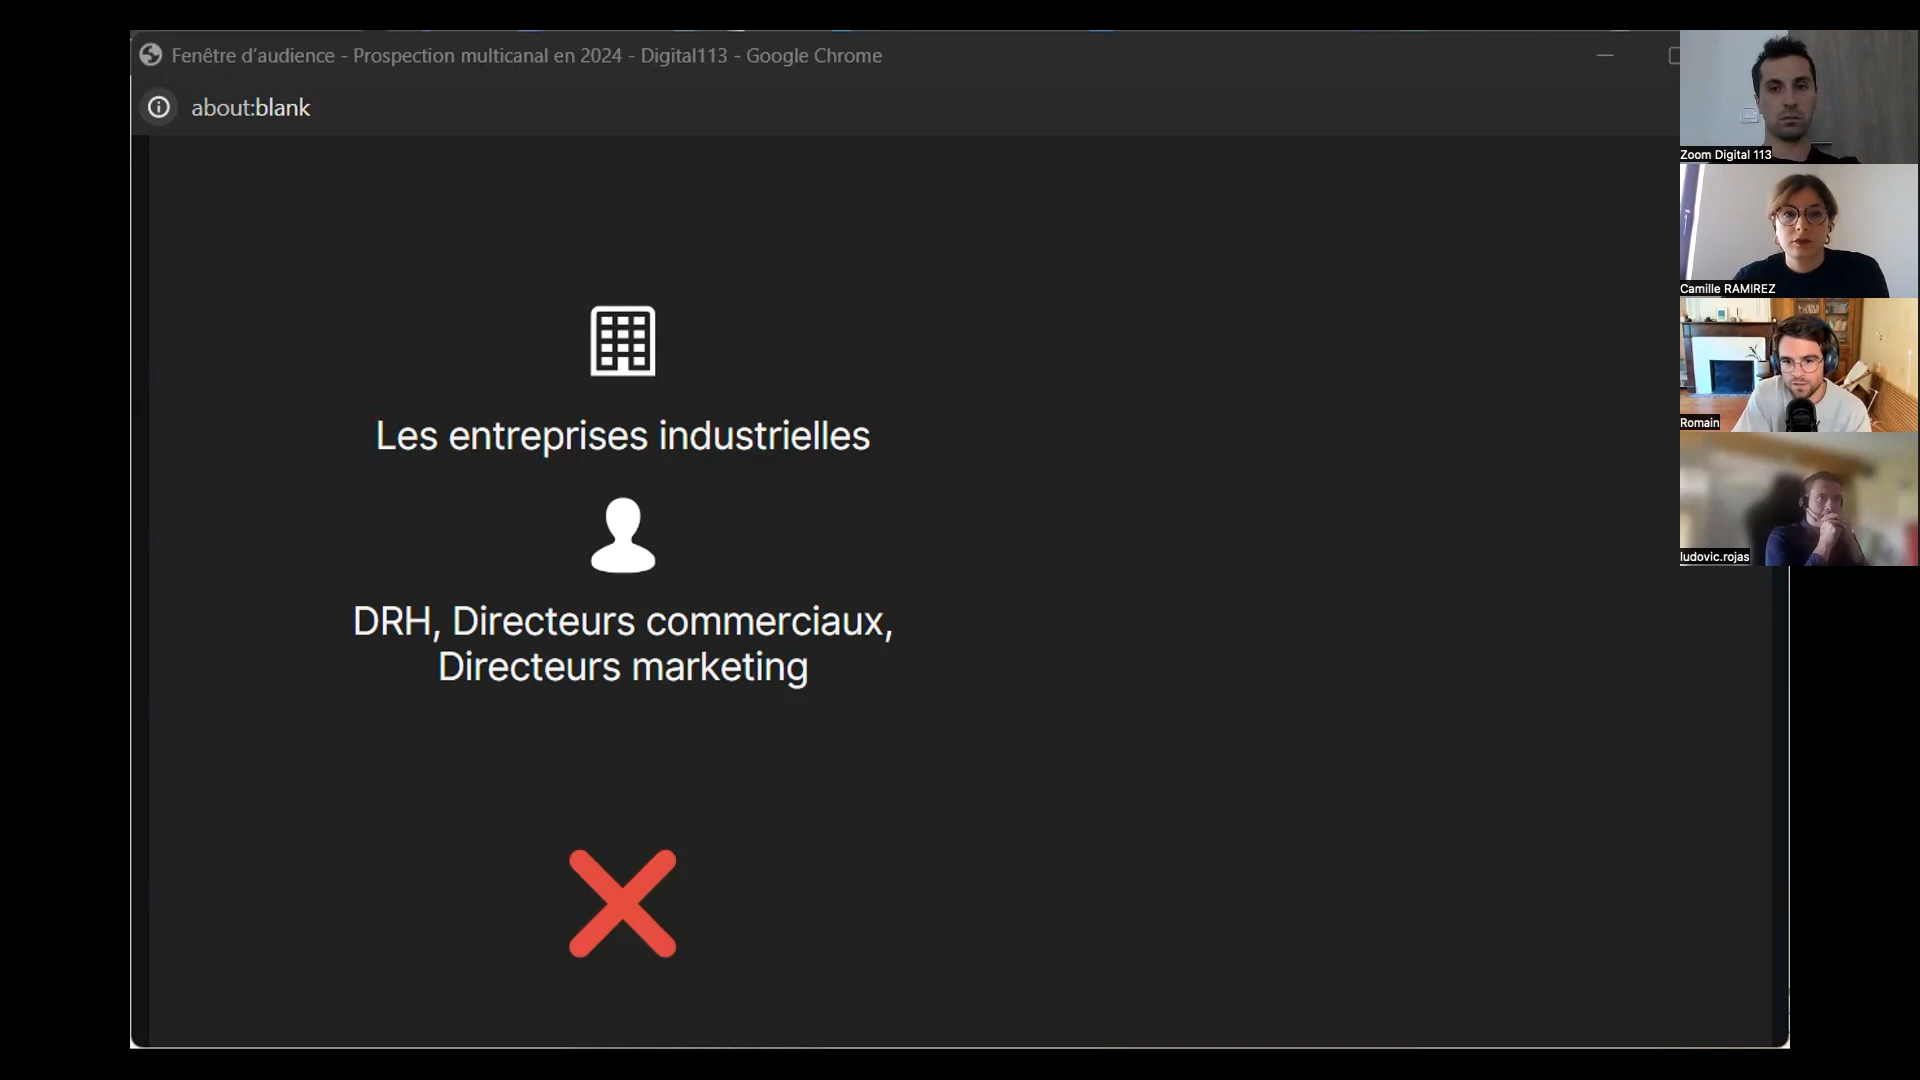 Fenêtre d’audience - Prospection multicanal en 2024 - Digital113 - Google Chrome
about:blank
Les entreprises industrielles
DRH, Directeurs commerciaux,
Directeurs marketing
Zoom Digital 113
Camille RAMIREZ
Romain
ludovic.rojas